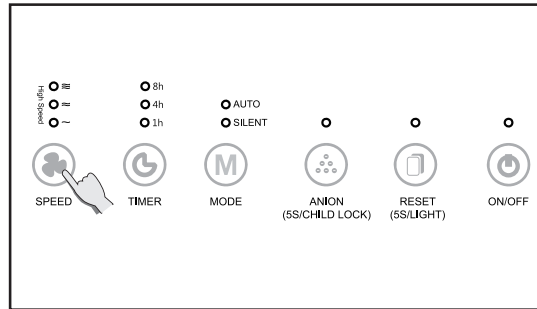 High Speed
8h
4h
1h
AUTO
SILENT
M
SPEED
TIMER
MODE
ANION
(5S/CHILD LOCK)
RESET
(5S/LIGHT)
ON/OFF